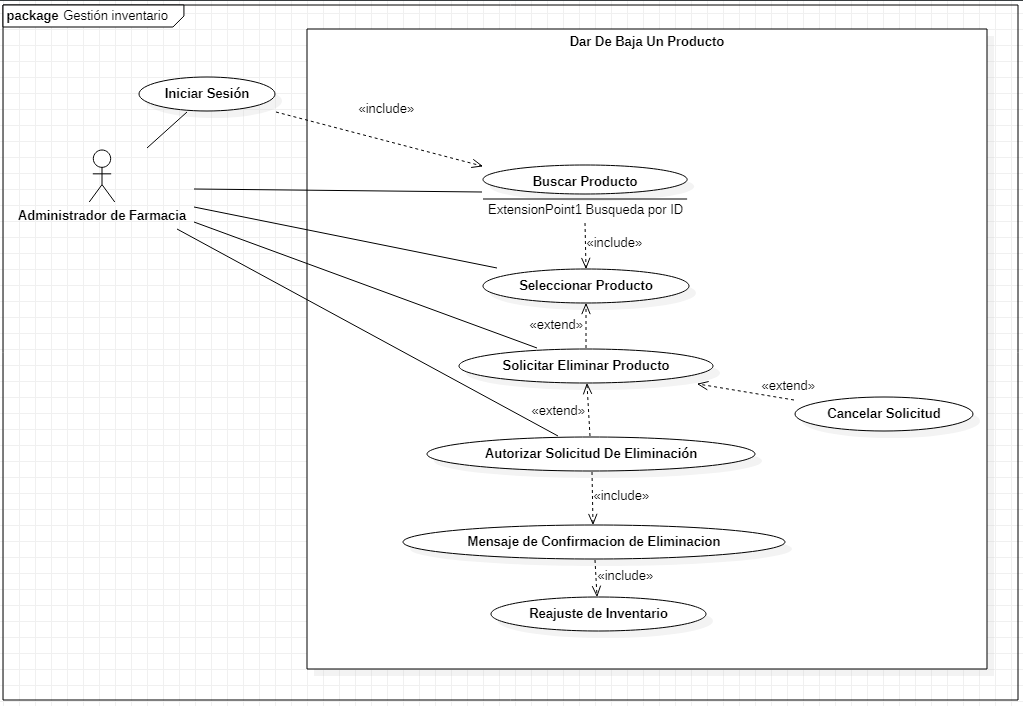 package Gestión inventario
Dar De Baja Un Producto
Iniciar Sesión
«include»
Buscar Producto
ExtensionPoint1 Busqueda por ID
Administrador de Farmacia
«include»
Seleccionar Producto
«extend»
Solicitar Eliminar Producto
«extend»
Cancelar Solicitud
«extend»
Autorizar Solicitud De Eliminación
«include»
Mensaje de Confirmacion de Eliminacion
«include»
Reajuste de Inventario